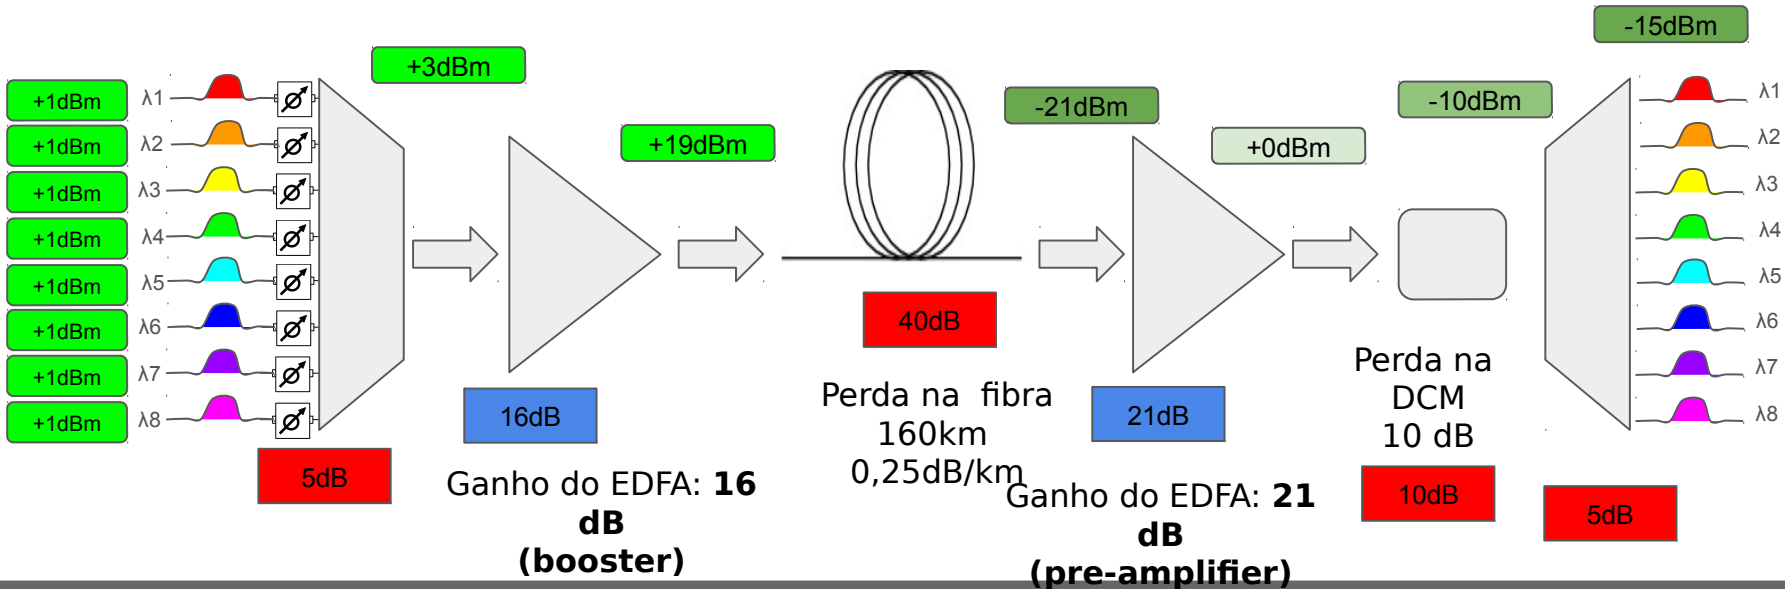 -15dBm
+3dBm
-21dBm
-10dBm
+19dBm
+0dBm
+1dBm λ1
+1dBm λ2
+1dBm λ3
+1dBm λ4
+1dBm λ5
+1dBm λ6
+1dBm λ7
+1dBm λ8
λ1
λ2
λ3
λ4
λ5
λ6
λ7
λ8
5dB
16dB
Ganho do EDFA: 16
dB
(booster)
40dB
Perda na fibra
160km
0,25dB/km
21dB
Ganho do EDFA: 21
dB
(pre-amplifier)
Perda na
DCM
10 dB
10dB
5dB